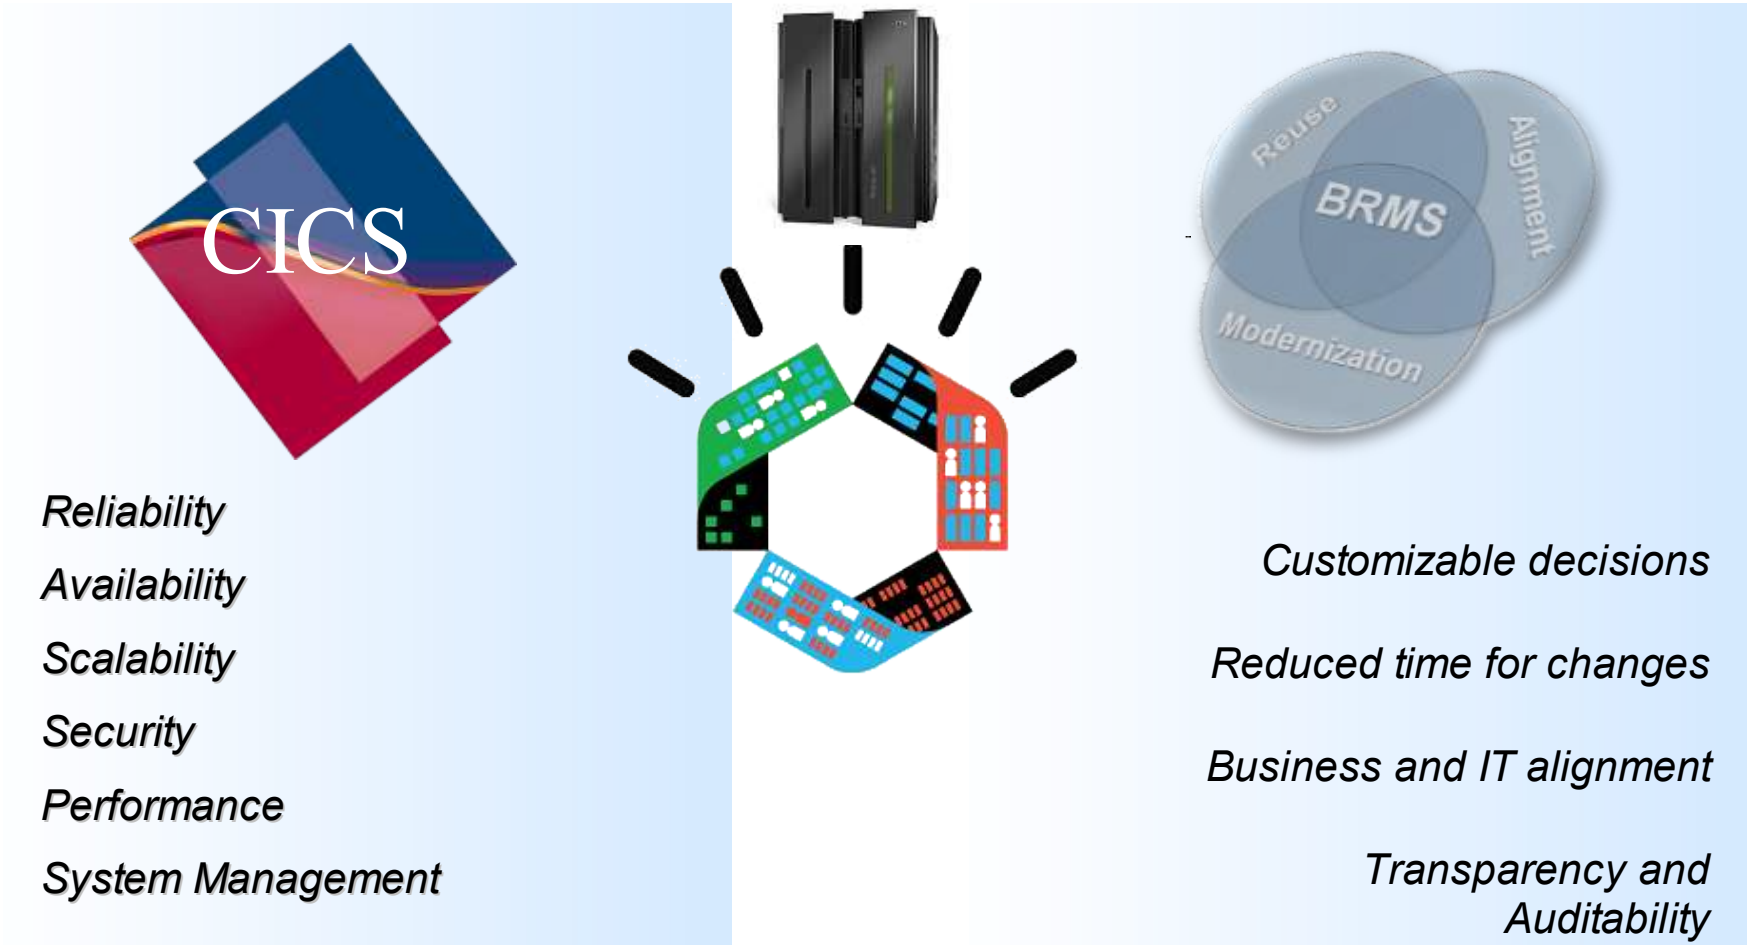 CICS
Reliability
Availability
Scalability
Security
Performance
System Management
Reuse
Alignment
BRMS
Modernization
Customizable decisions
Reduced time for changes
Business and IT alignment
Transparency and
Auditability